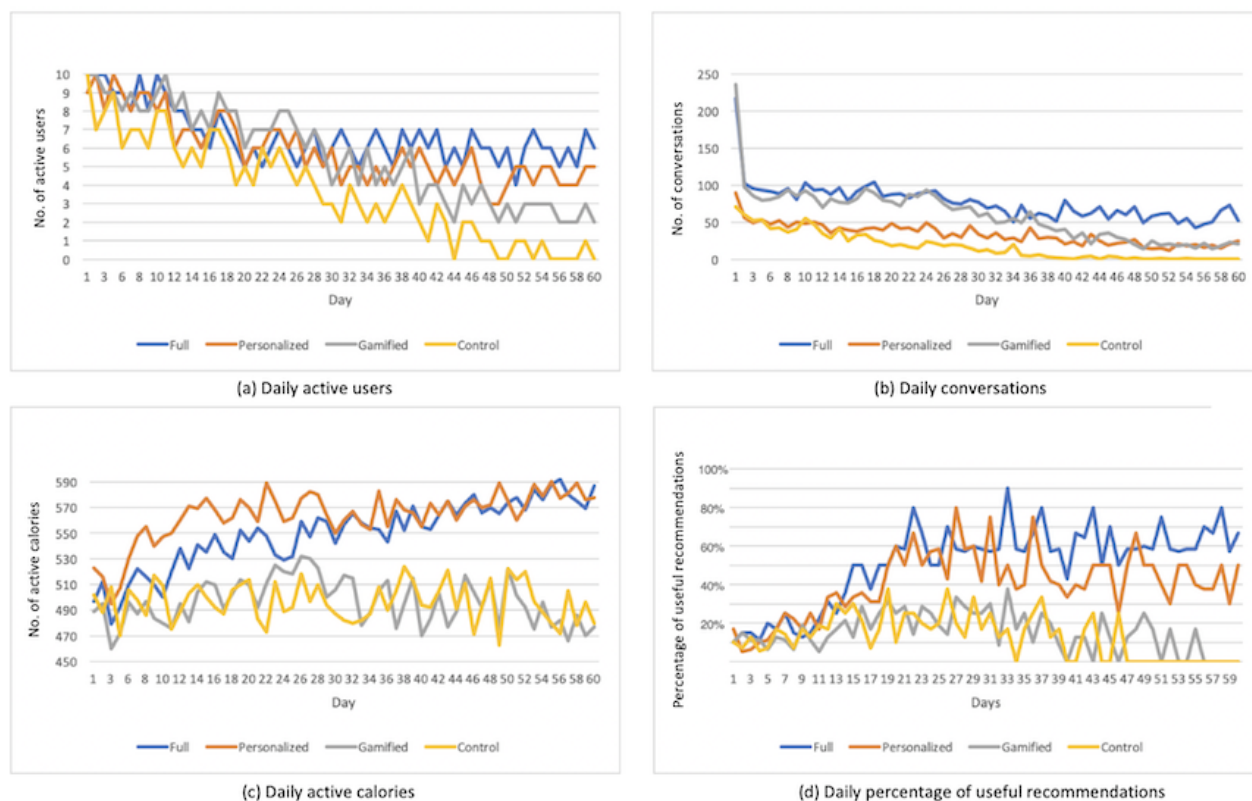 No. of active users
10
9
8
7
6
5
4
3
2
1
0
1 2 4 6 8 10 12 14 16 18 20 22 24 26 28 30 32 34 36 38 40 42 44 46 48 50 52 54 56 58 60
Day
Full Personalized Gamified Control
(a) Daily active users
No. of conversations
250
200
150
100
50
0
1 3 4 6 8 10 12 14 16 18 20 22 24 26 28 30 32 34 36 38 40 42 44 46 48 50 52 54 56 58 60
Day
Full Personalized Gamified Control
(b) Daily conversations
No. of active calories
590
570
550
530
510
490
470
450
1 3 4 6 8 10 12 14 16 18 20 22 24 26 28 30 32 34 36 38 40 42 44 46 48 50 52 54 56 58 60
Day
Full Personalized Gamified Control
(c) Daily active calories
Percentage of useful recommendations
100%
80%
60%
40%
20%
1 3 5 7 9 11 13 15 17 19 21 23 25 27 29 31 33 35 37 39 41 43 45 47 49 51 53 55 57 59
Days
Full Personalized Gamified Control
(d) Daily percentage of useful recommendations